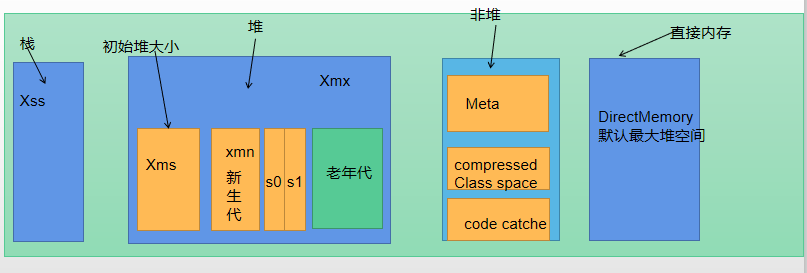 栈
初始堆大小
堆
非堆
直接内存
Xss
Xmx
Xms
xmn
新
生
代
s0
s1
老年代
Meta
compressed
Class space
code catche
DirectMemory
默认最大堆空间